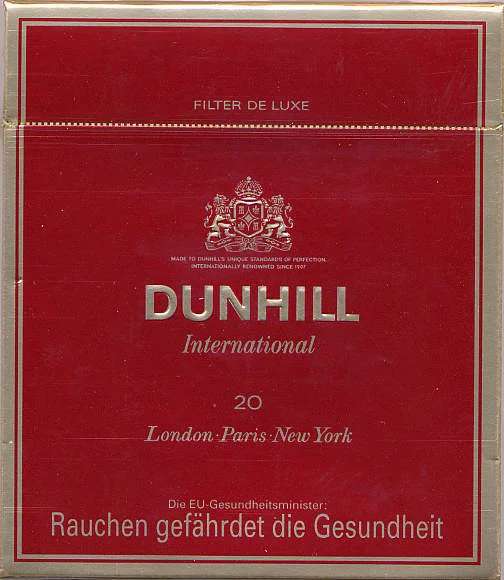 FILTER DE LUXE
MADE TO DUNHILL'S UNIQUE STANDARDS OF PERFECTION.
INTERNATIONALLY RENOWNED SINCE 1907
DUNHILL
International
20
London·Paris·New York
Die EU-Gesundheitsminister:
Rauchen gefährdet die Gesundheit